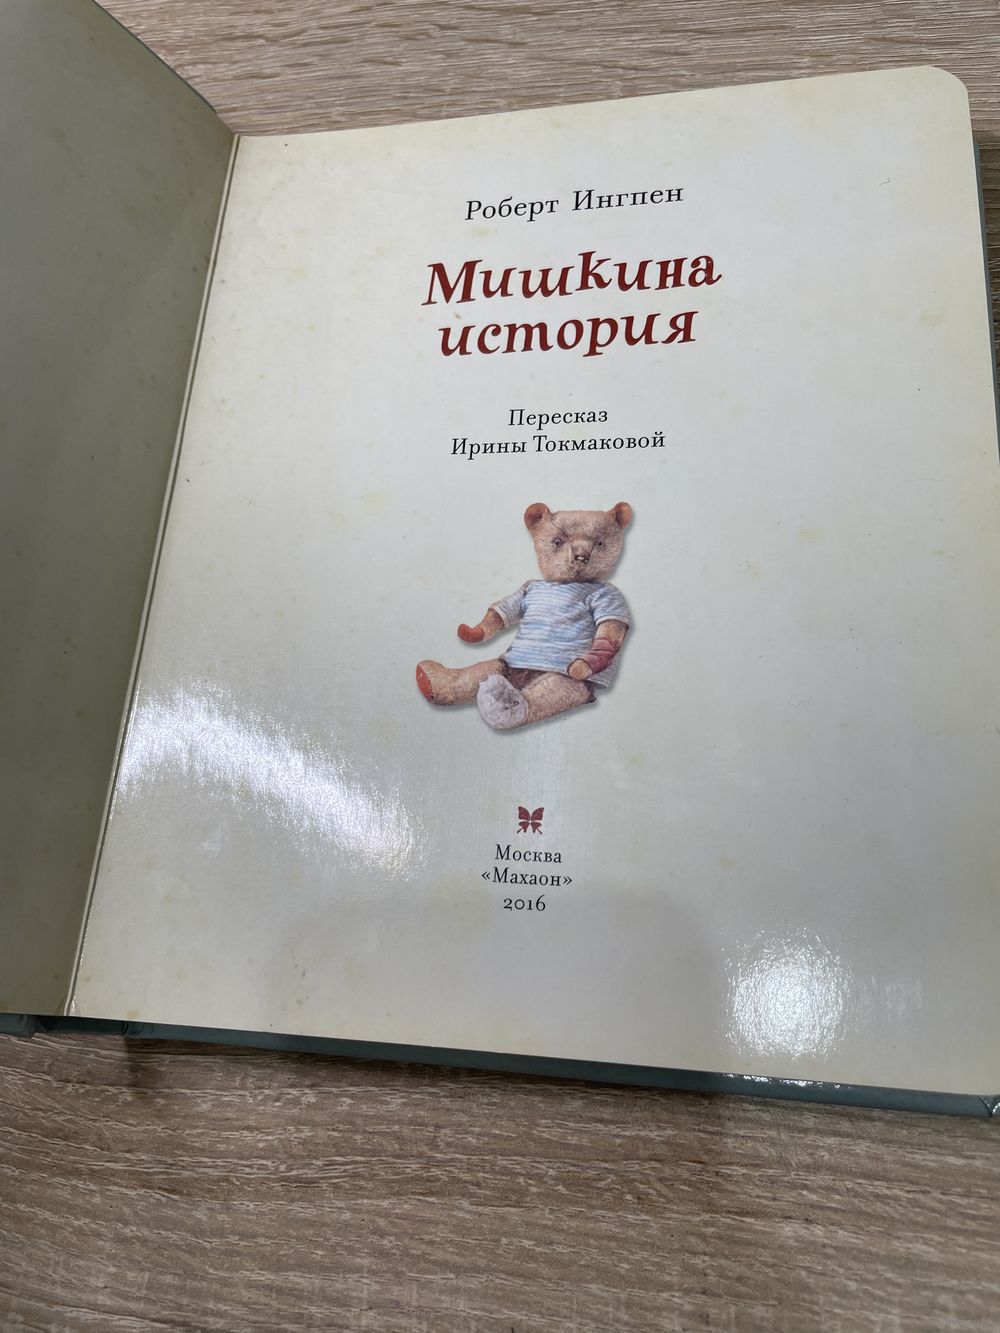 Роберт Ингпен
Мишкина
история
Пересказ
Ирины Токмаковой
Москва
«Махаон»
2016